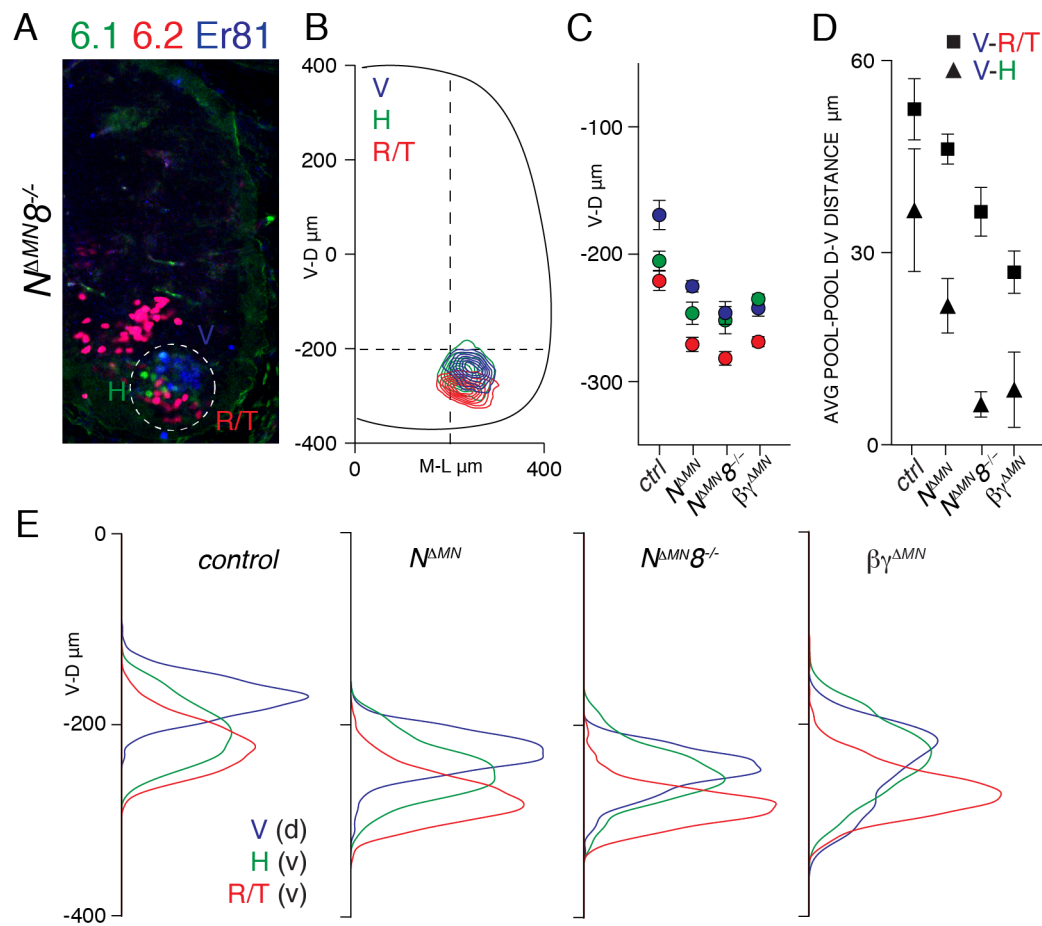 A
6.1 6.2 Er81
NΔMN8-/-
V
H
R/T
B
400
200
0
-200
-400
V-D µm
V
H
R/T
0
M-L µm
400
C
-100
-200
-300
V-D µm
ctrl
NΔMN
NΔMN8-/-
βγΔMN
D
V-R/T
V-H
60
30
0
AVG POOL-POOL D-V DISTANCE µm
ctrl
NΔMN
NΔMN8-/-
βγΔMN
E
0
-200
-400
V-D µm
control
NΔMN
NΔMN8-/-
βγΔMN
V (d)
H (v)
R/T (v)